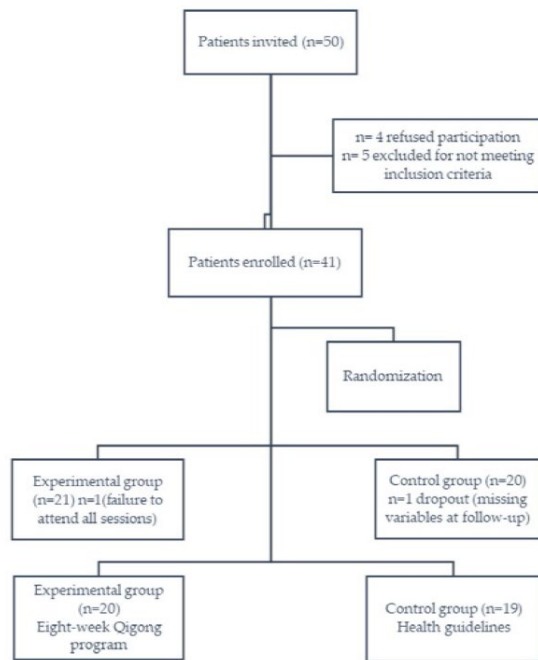 Patients invited (n=50)
n= 4 refused participation
n= 5 excluded for not meeting
inclusion criteria
Patients enrolled (n=41)
Randomization
Experimental group
(n=21) n=1(failure to
attend all sessions)
Control group (n=20)
n=1 dropout (missing
variables at follow-up)
Experimental group
(n=20)
Eight-week Qigong
program
Control group (n=19)
Health guidelines